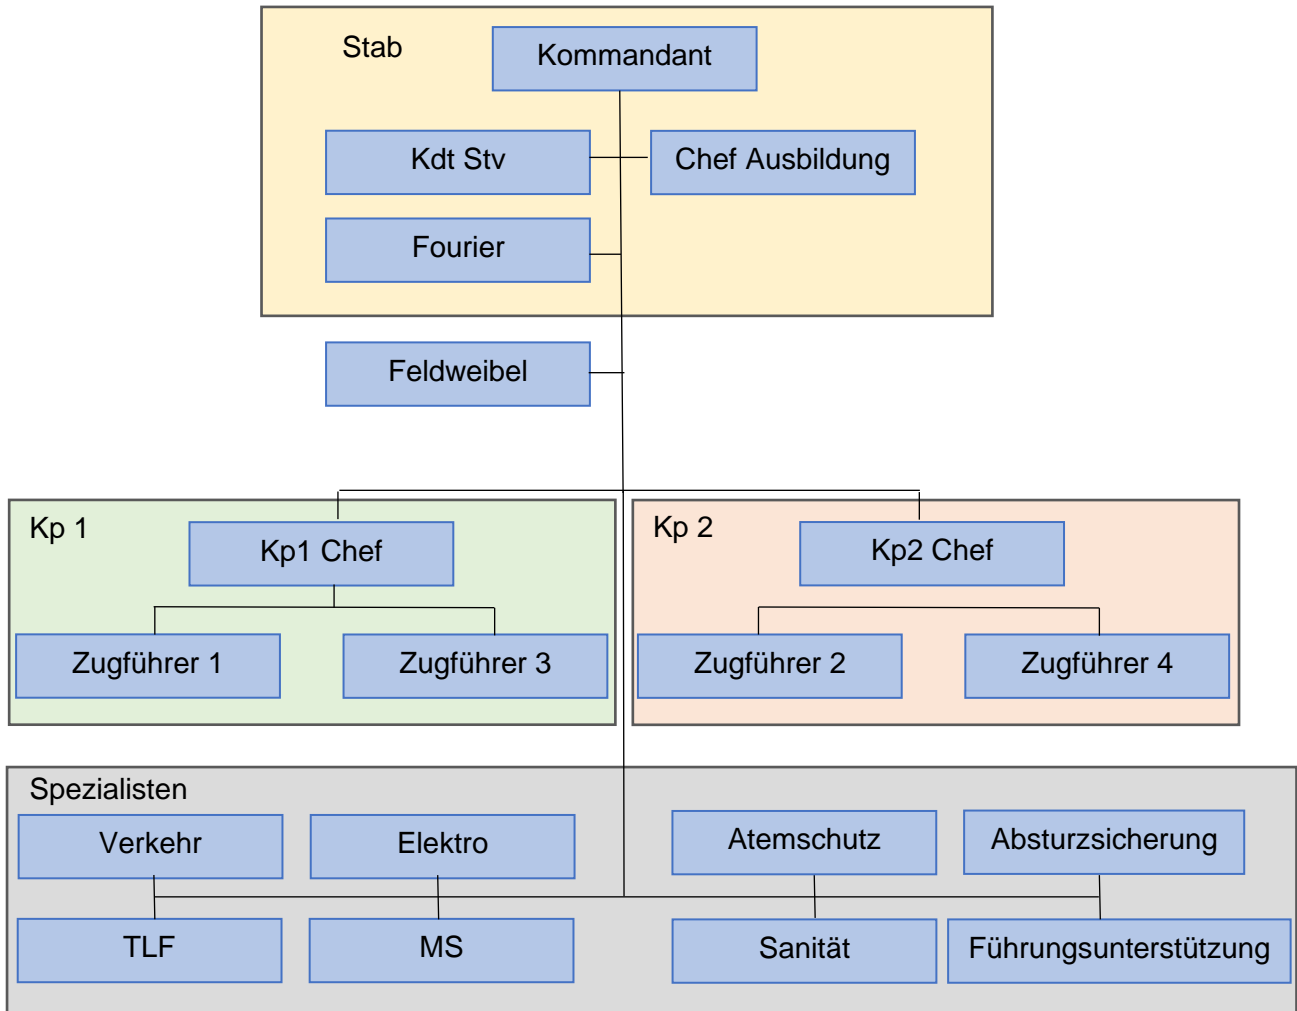 Stab
Kommandant
Kdt Stv
Chef Ausbildung
Fourier
Feldweibel
Kp 1
Kp1 Chef
Zugführer 1
Zugführer 3
Kp 2
Kp2 Chef
Zugführer 2
Zugführer 4
Spezialisten
Verkehr
Elektro
Atemschutz
Absturzsicherung
TLF
MS
Sanität
Führungsunterstützung